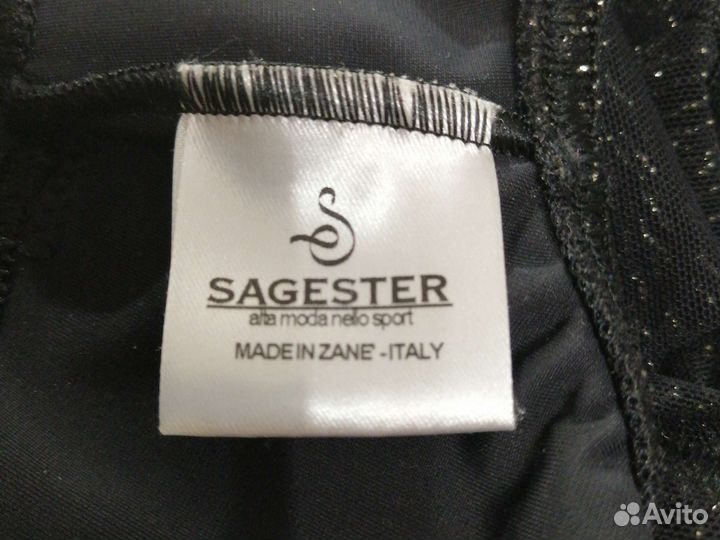 SAGESTER
alta moda nello sport
MADE IN ZANE' - ITALY
Avito